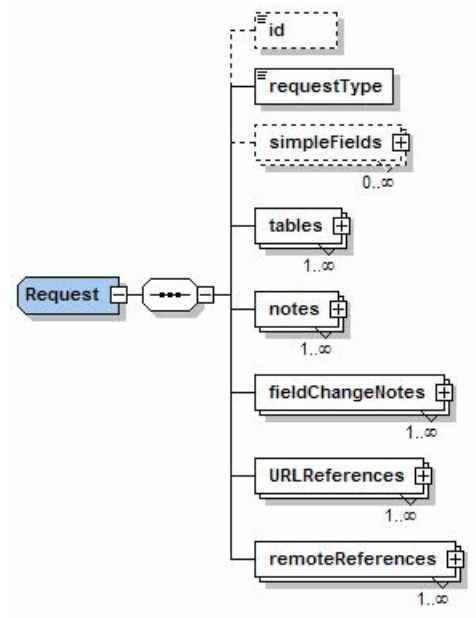 id
requestType
simpleFields
0..∞
tables
1..∞
Request
notes
1..∞
fieldChangeNotes
1..∞
URLReferences
1..∞
remoteReferences
1..∞